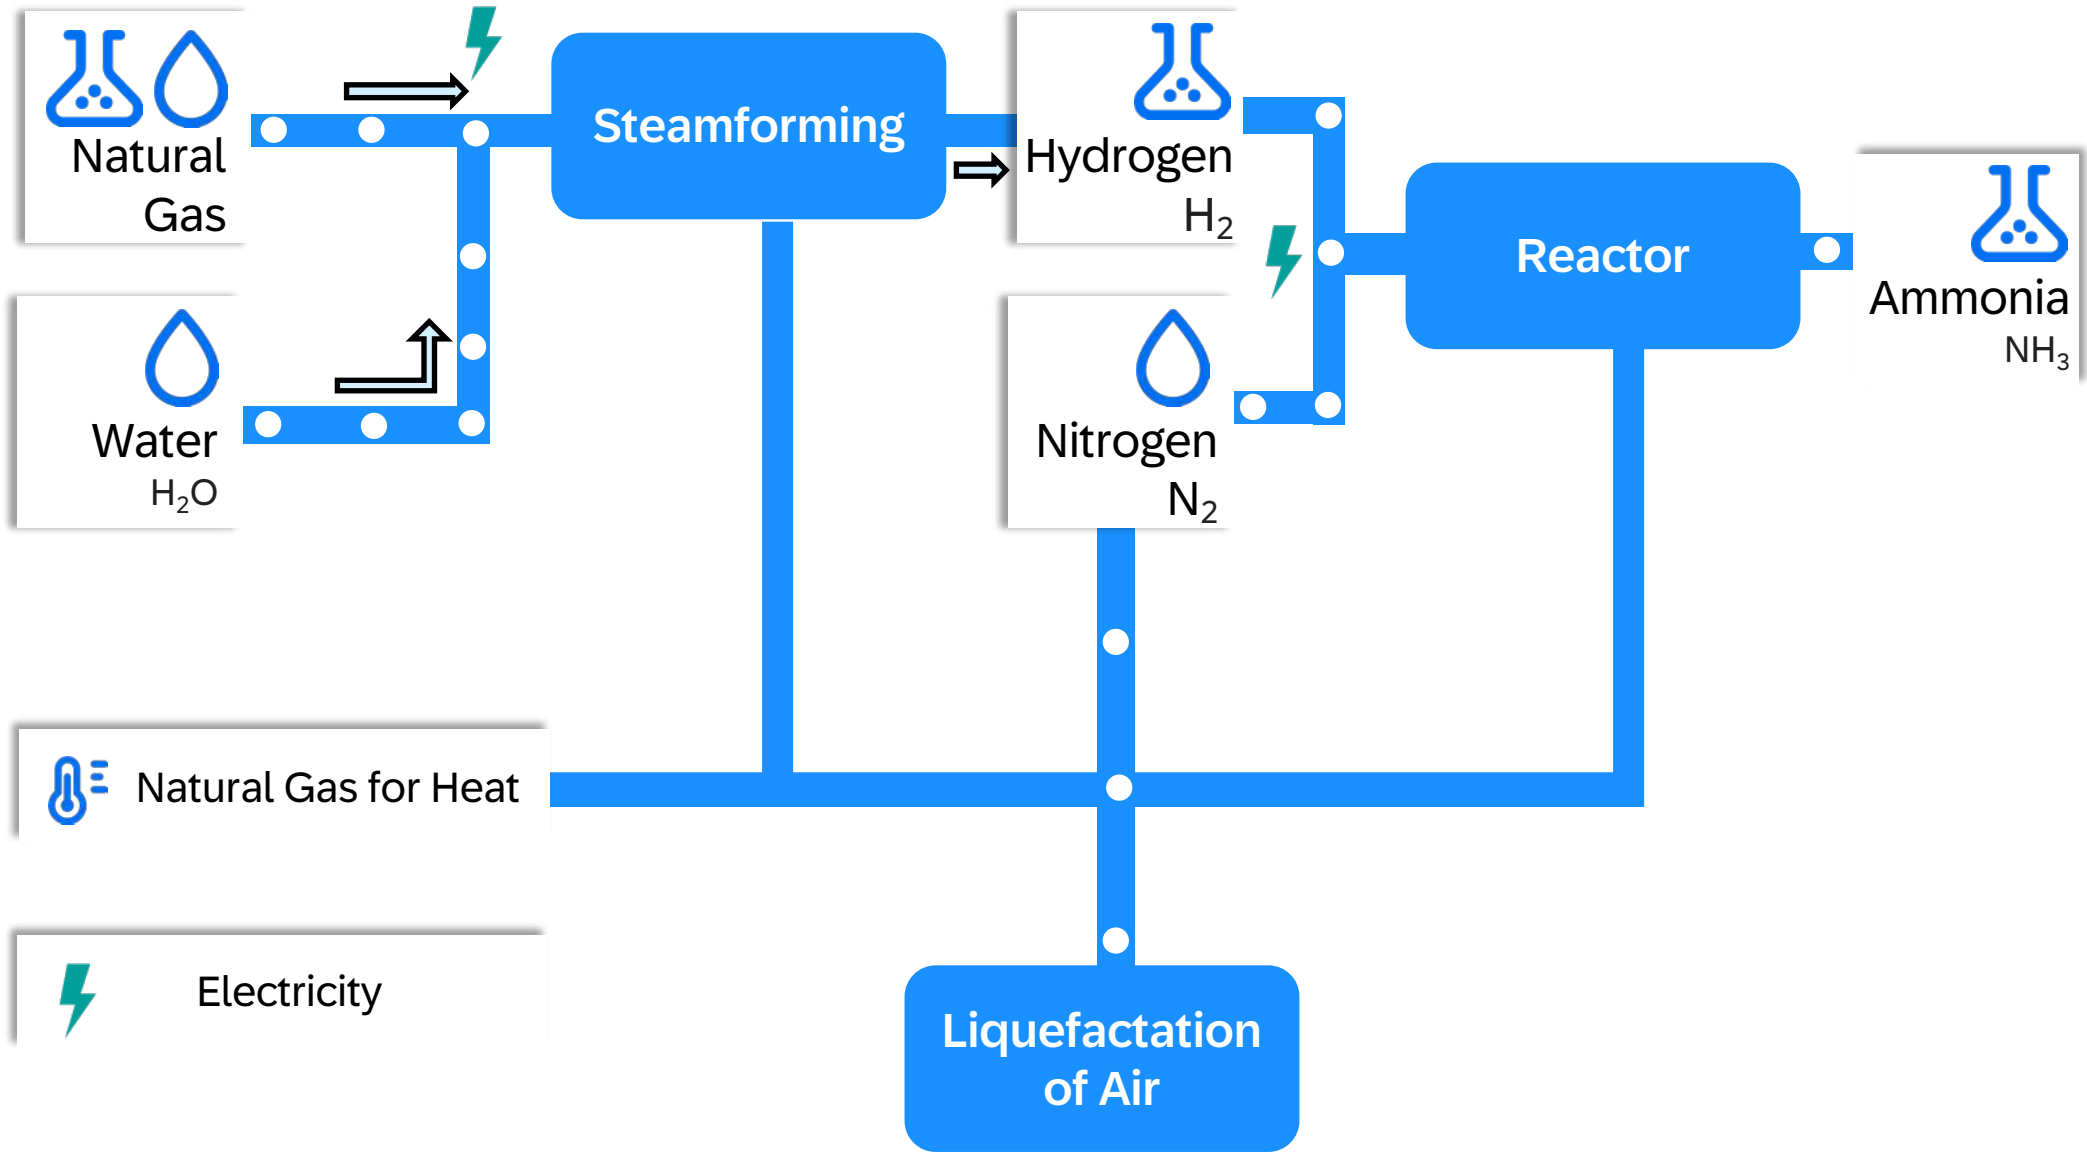 Natural
Gas
Steamforming
Hydrogen
H₂
Reactor
Ammonia
NH₃
Water
H₂O
Nitrogen
N₂
Natural Gas for Heat
Electricity
Liquefactation
of Air